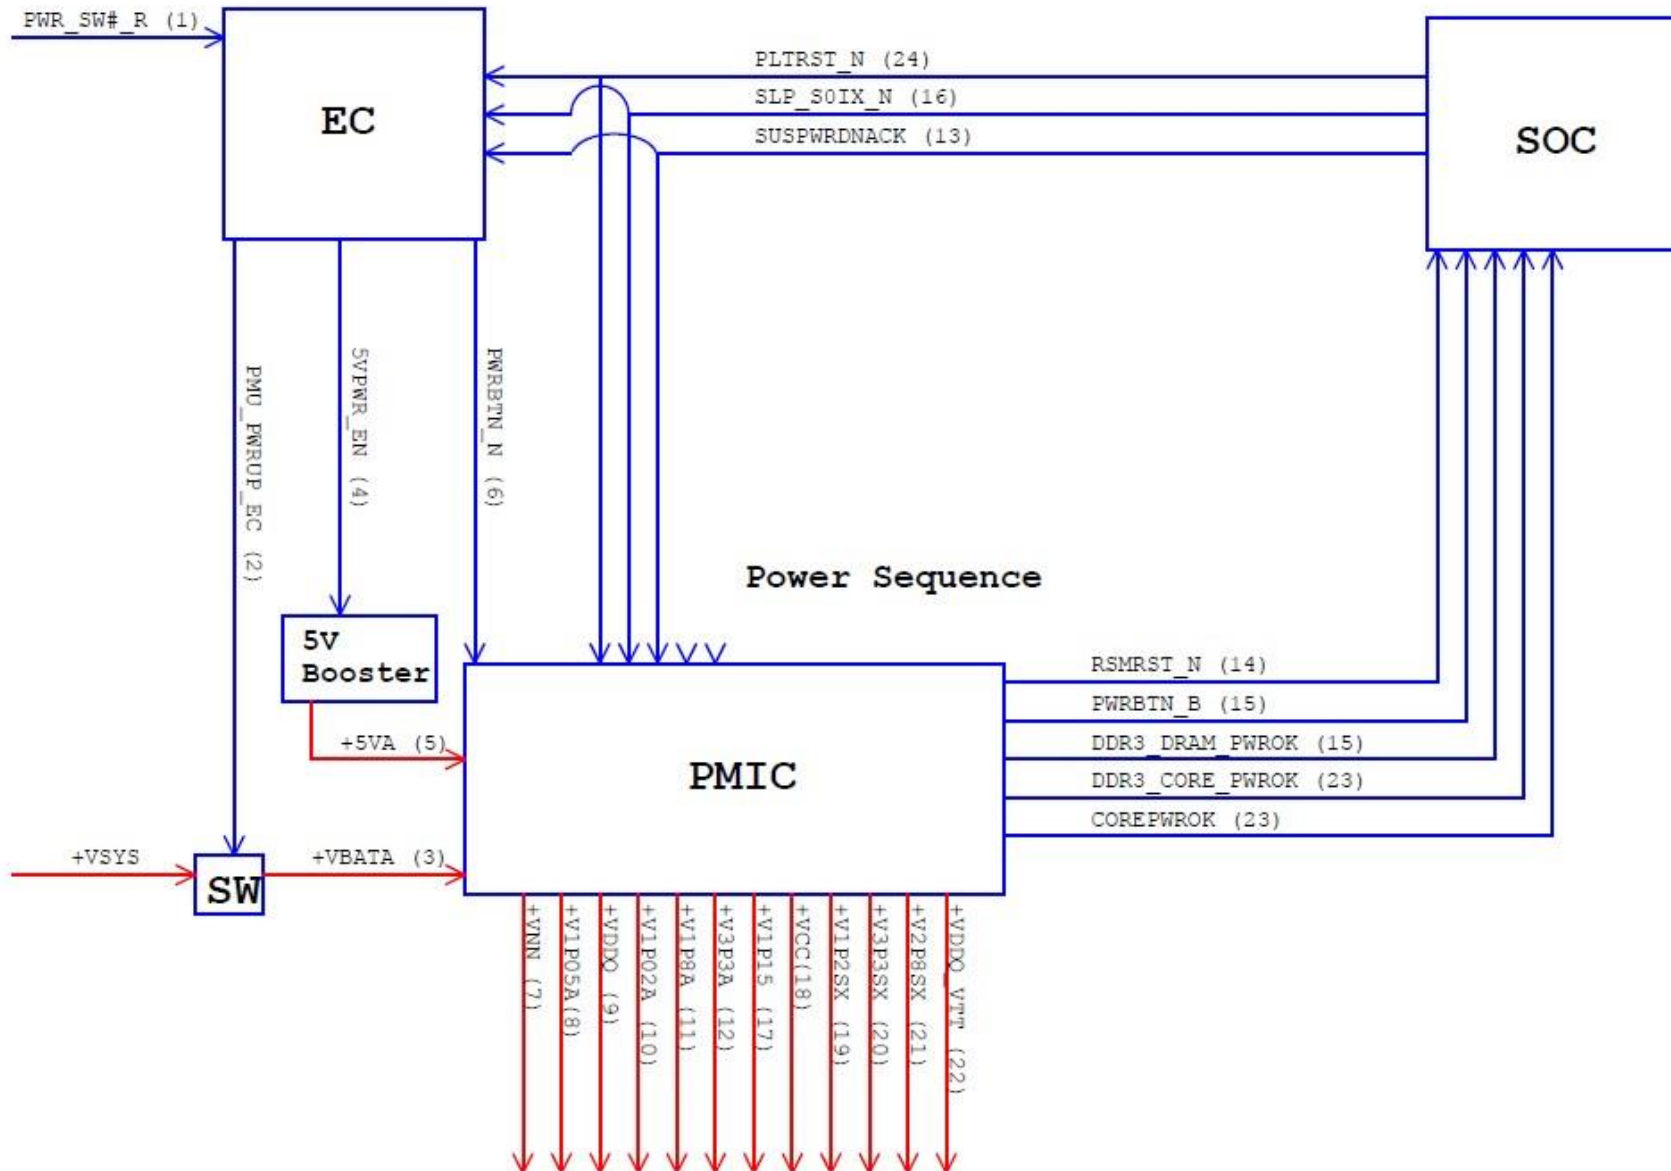 PWR_SW#_R (1)
EC
PLTRST_N (24)
SLP_S0IX_N (16)
SUSPWRDNACK (13)
SOC
PMU_PWRUP_EC (2)
5VPWR_EN (4)
PWRBTN_N (6)
Power Sequence
5V
Booster
+5VA (5)
PMIC
RSMRST_N (14)
PWRBTN_B (15)
DDR3_DRAM_PWROK (15)
DDR3_CORE_PWROK (23)
COREPWROK (23)
+VSYS
SW
+VBATA (3)
+VNN (7)
+V1P05A(8)
+VDDQ (9)
+V1P02A (10)
+V1P8A (11)
+V3P3A (12)
+V1P15 (17)
+VCC(18)
+V1P2SX (19)
+V3P3SX (20)
+V2P8SX (21)
+VDDQ_VTT (22)